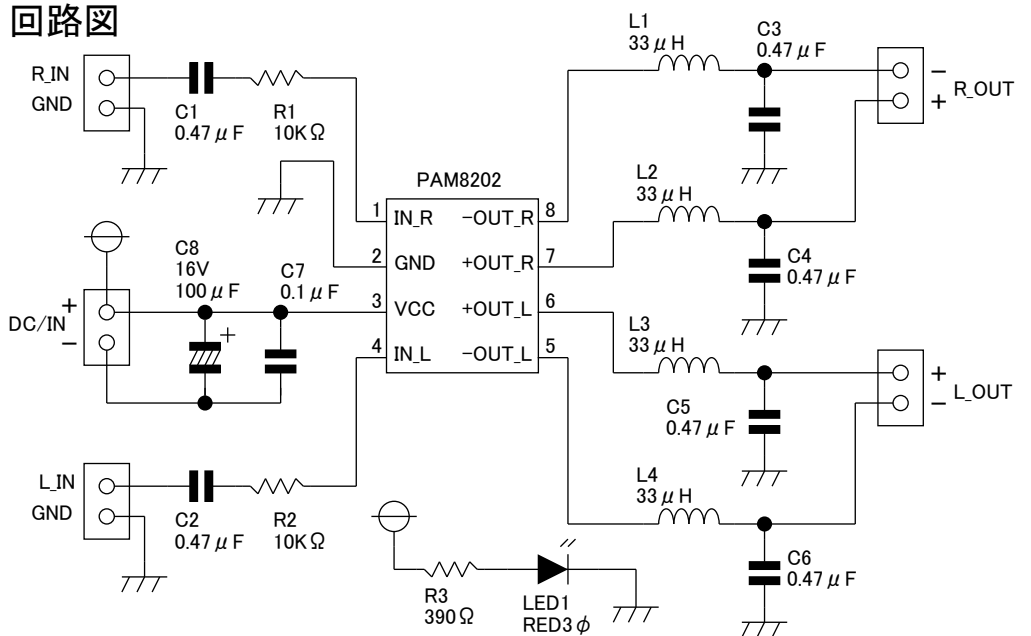 回路図
R_IN
GND
C1
0.47μF
R1
10KΩ
L1
33μH
C3
0.47μF
−
+
R_OUT
PAM8202
1
IN_R
−OUT_R
8
2
GND
+OUT_R
7
3
VCC
+OUT_L
6
4
IN_L
−OUT_L
5
L2
33μH
C4
0.47μF
DC/IN
+
−
C8
16V
100μF
+
C7
0.1μF
L3
33μH
C5
0.47μF
+
−
L_OUT
L_IN
GND
C2
0.47μF
R2
10KΩ
L4
33μH
C6
0.47μF
R3
390Ω
LED1
RED3φ